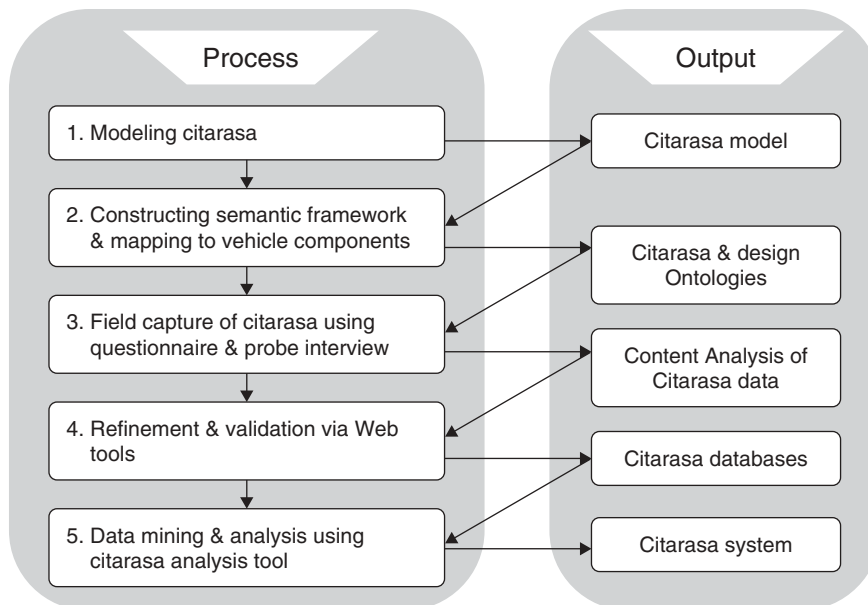 Process
1. Modeling citarasa
2. Constructing semantic framework
& mapping to vehicle components
3. Field capture of citarasa using
questionnaire & probe interview
4. Refinement & validation via Web
tools
5. Data mining & analysis using
citarasa analysis tool
Output
Citarasa model
Citarasa & design
Ontologies
Content Analysis of
Citarasa data
Citarasa databases
Citarasa system